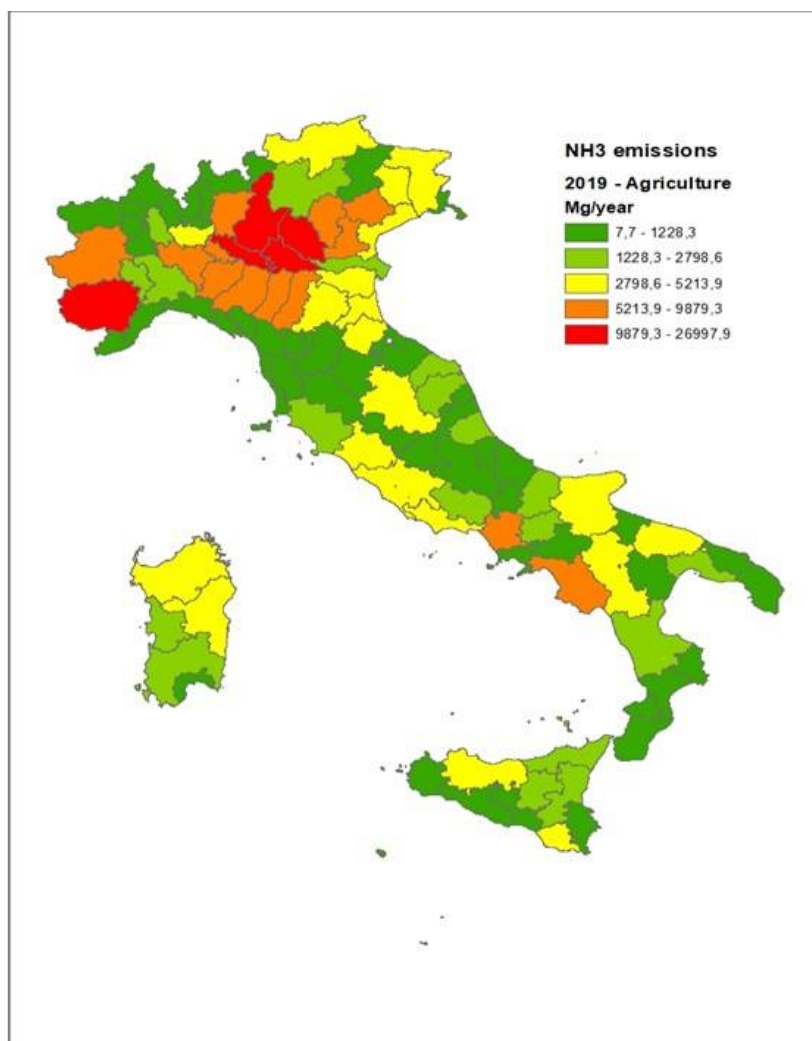 NH3 emissions
2019 - Agriculture
Mg/year
7,7 - 1228,3
1228,3 - 2798,6
2798,6 - 5213,9
5213,9 - 9879,3
9879,3 - 26997,9